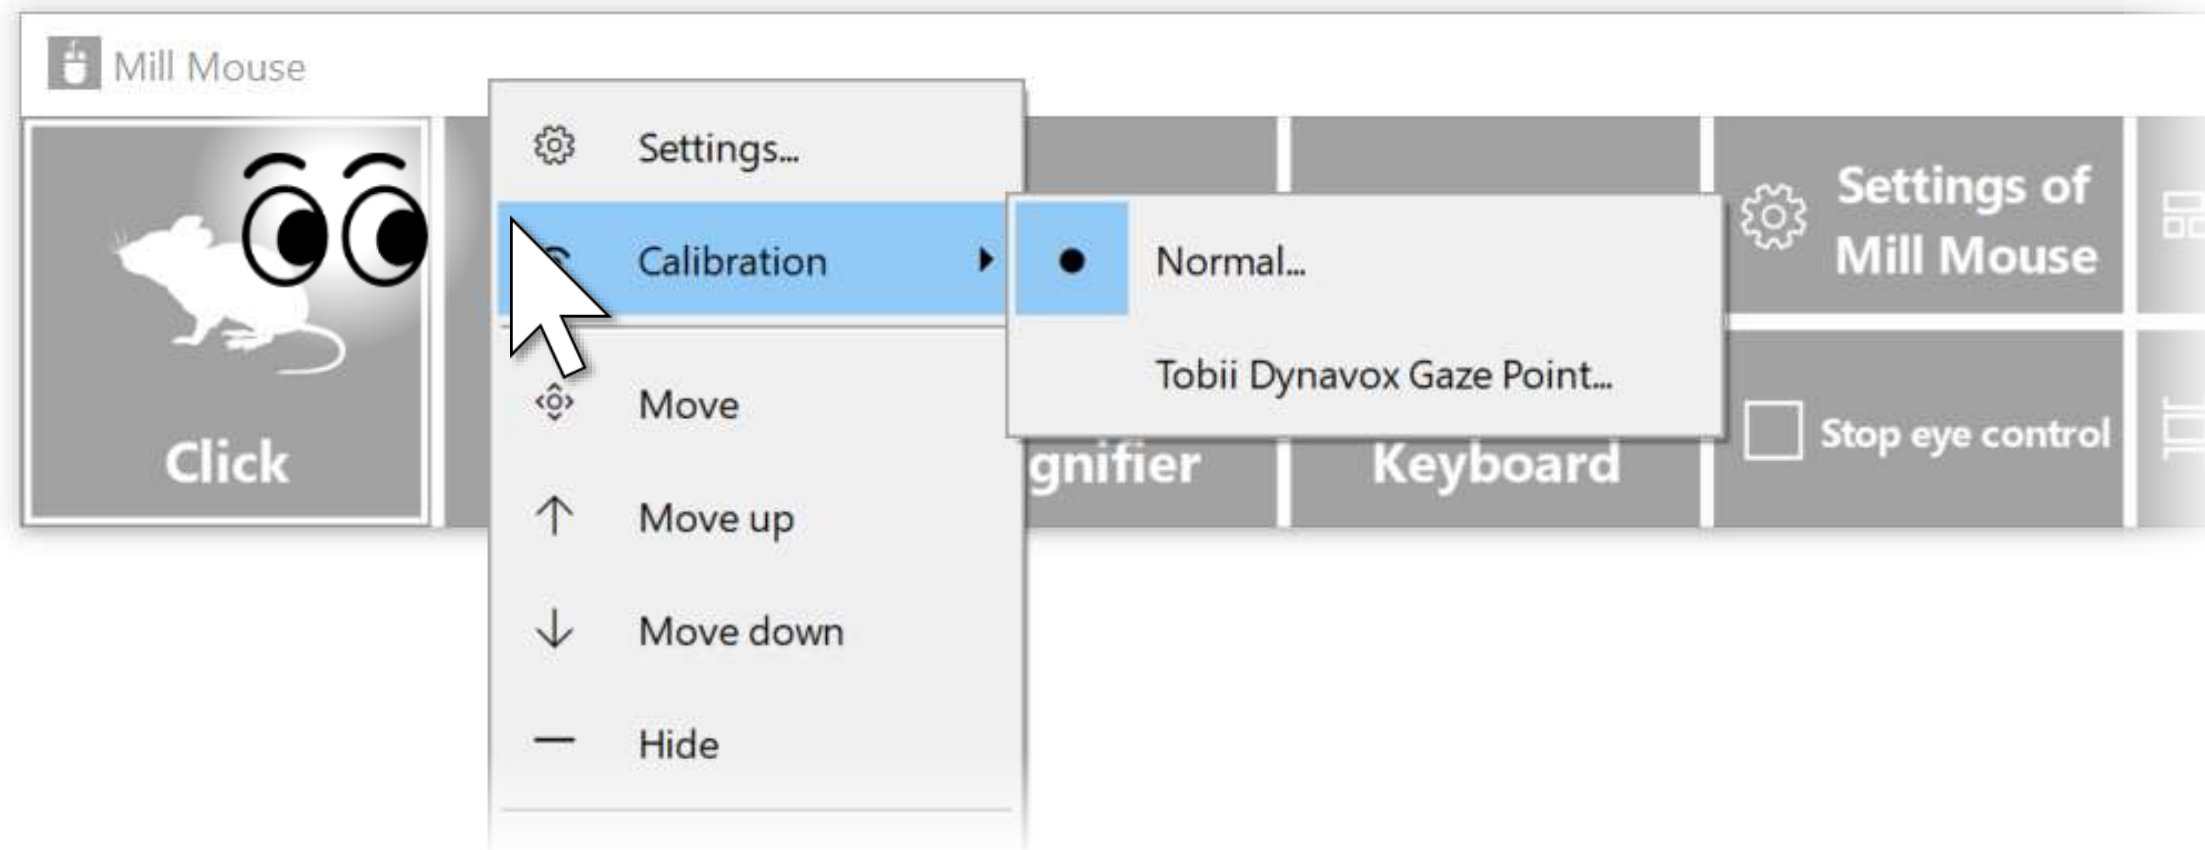 Mill Mouse
Settings...
Calibration
Normal...
Tobii Dynavox Gaze Point...
Move
Move up
Move down
Hide
Click
gnifier
Keyboard
Settings of
Mill Mouse
Stop eye control